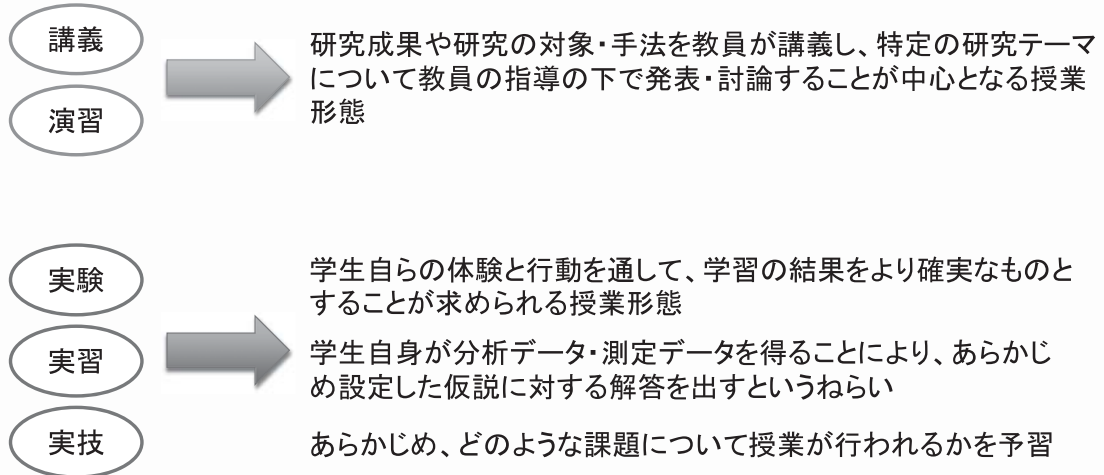 講義
演習
研究成果や研究の対象・手法を教員が講義し、特定の研究テーマ
について教員の指導の下で発表・討論することが中心となる授業
形態
実験
実習
実技
学生自らの体験と行動を通して、学習の結果をより確実なものと
することが求められる授業形態
学生自身が分析データ・測定データを得ることにより、あらかじ
め設定した仮説に対する解答を出すというねらい
あらかじめ、どのような課題について授業が行われるかを予習